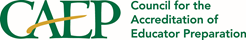 CAEP
Council for the
Accreditation of
Educator Preparation